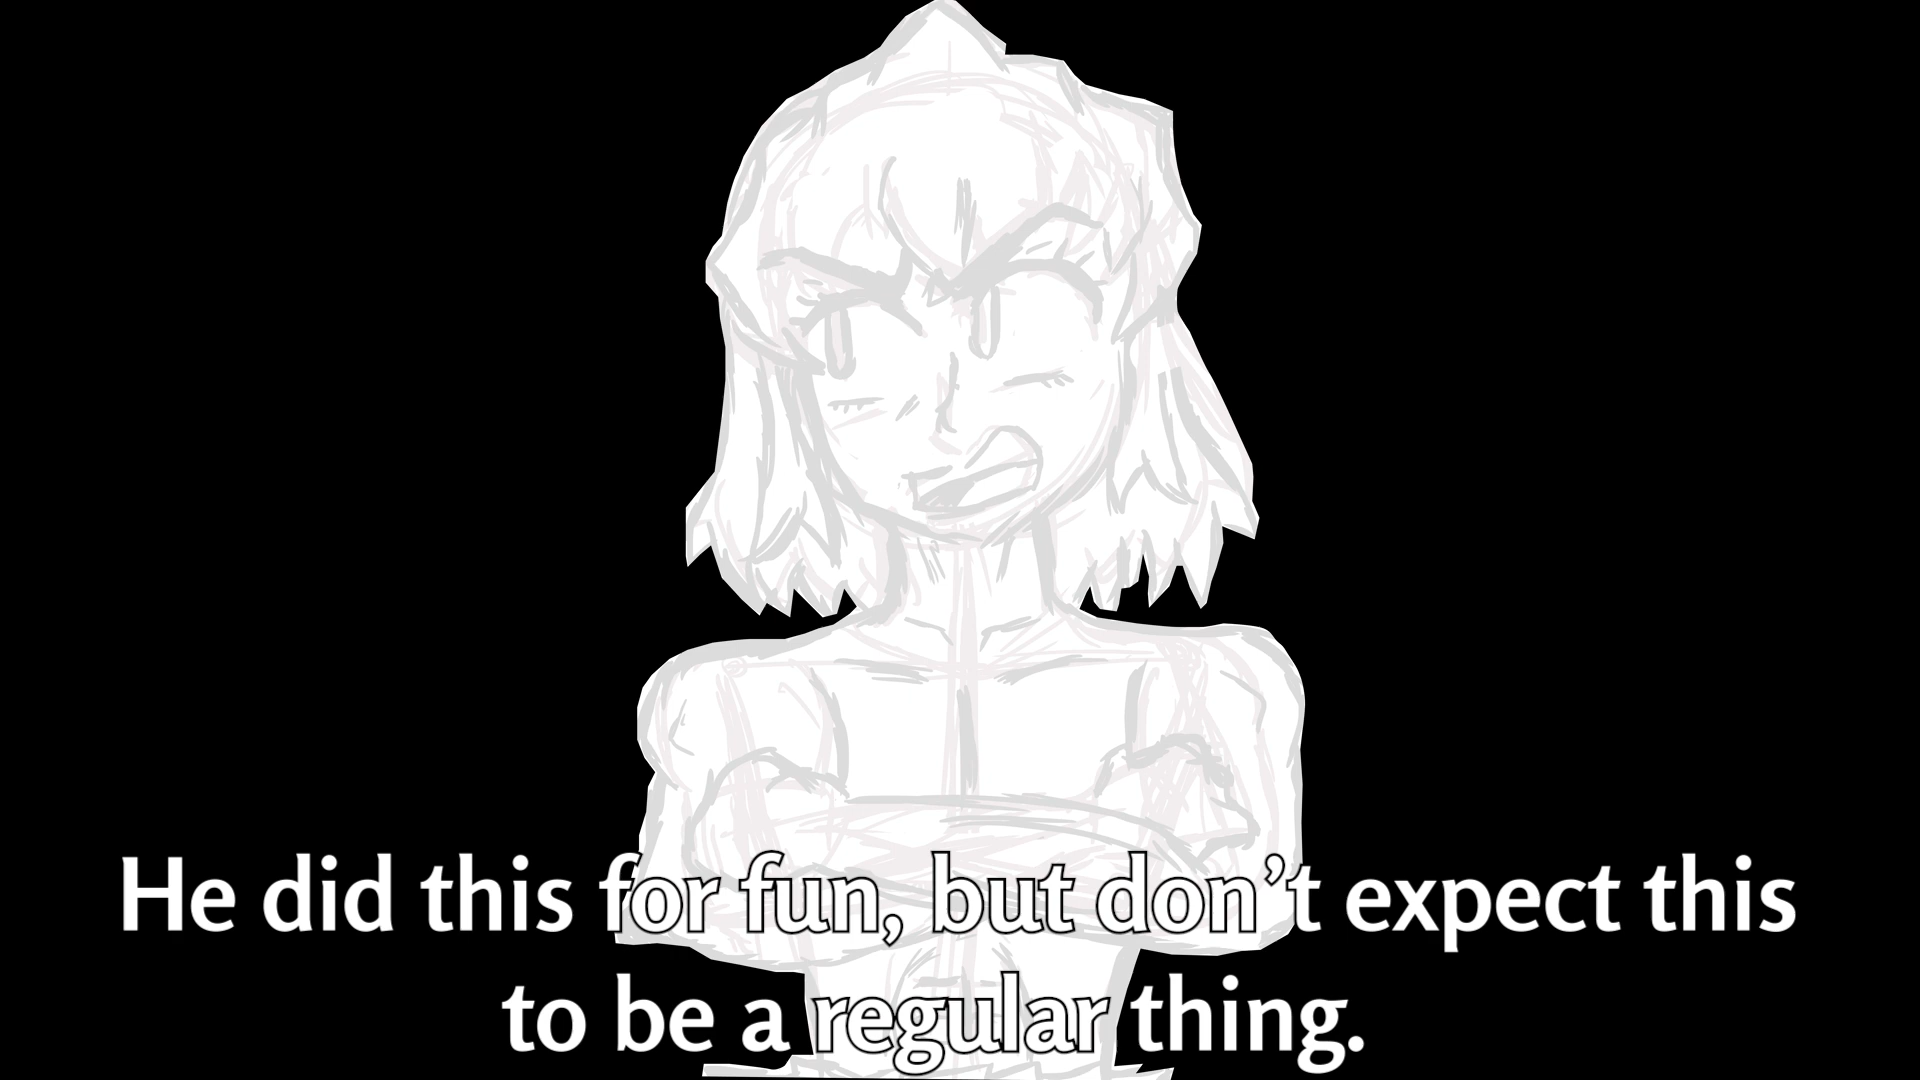 He did this for fun, but don’t expect this
to be a regular thing.